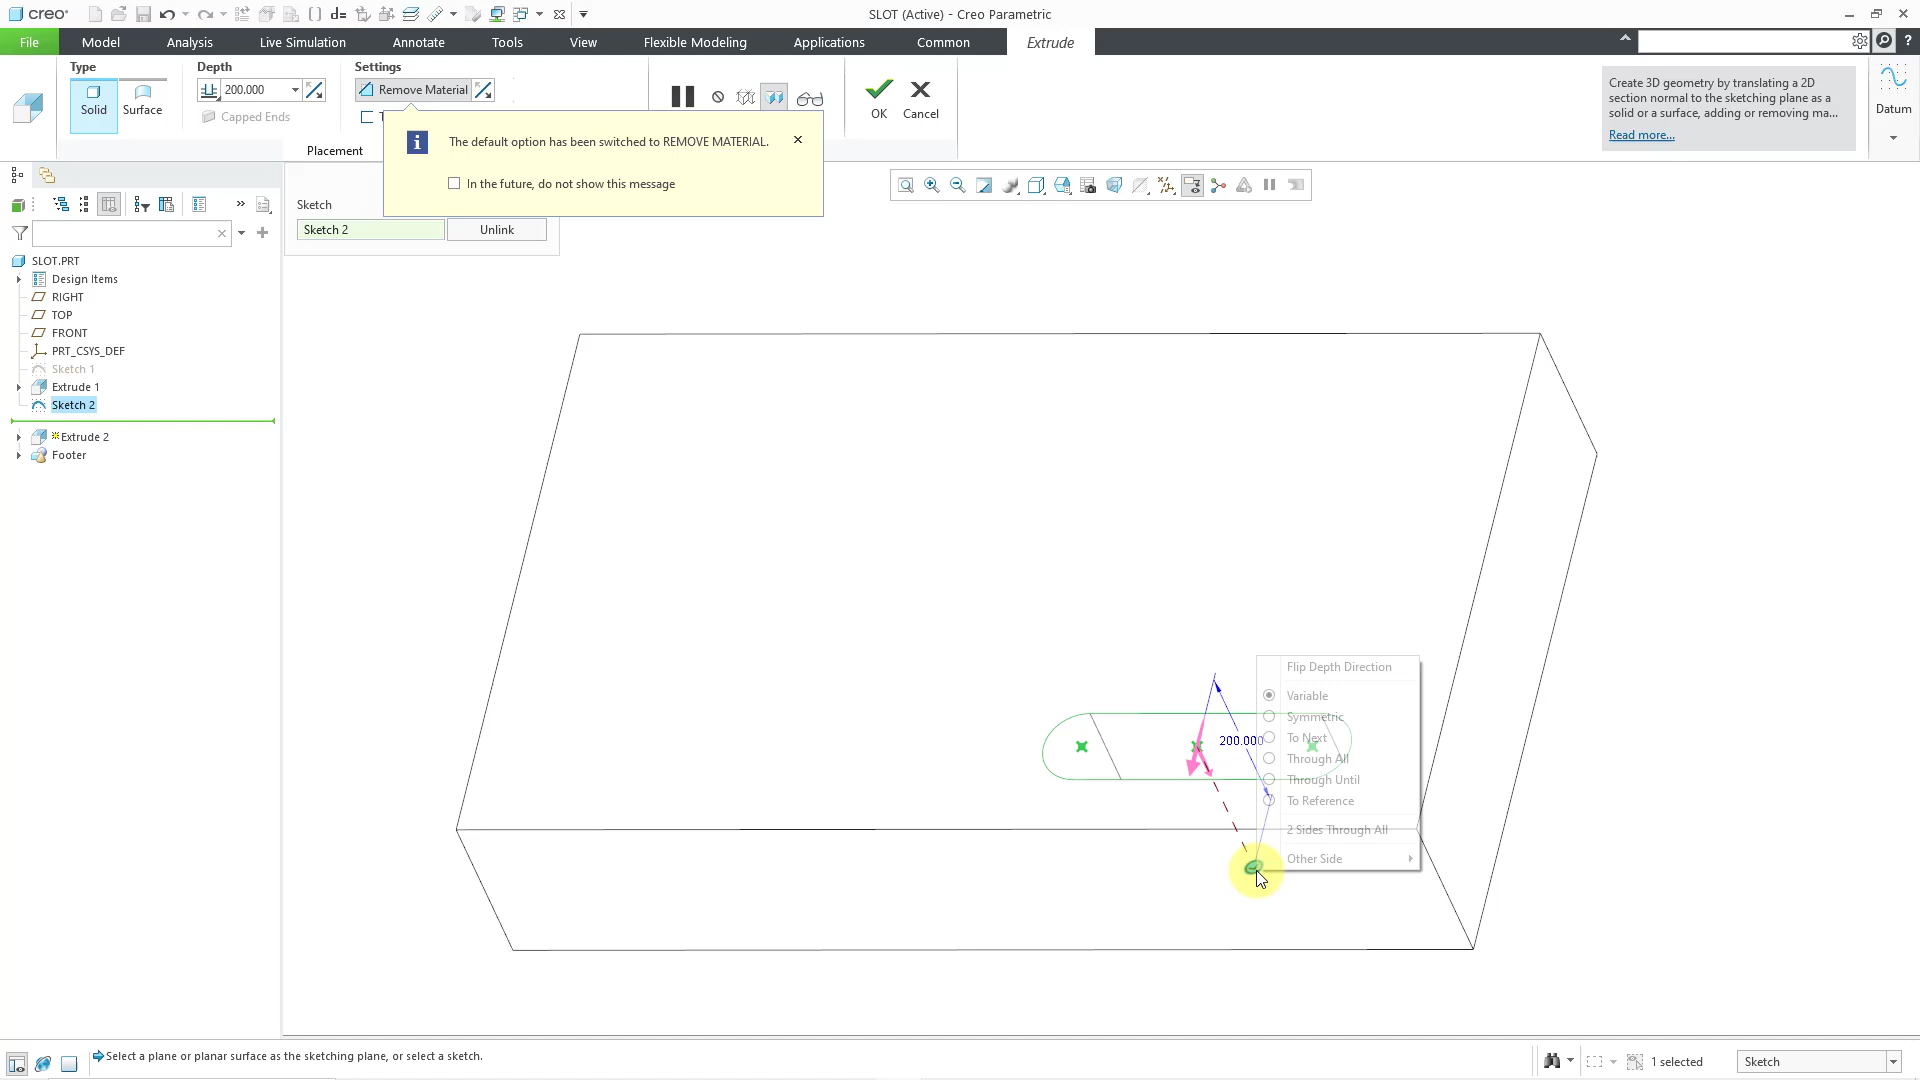 creo
SLOT (Active) - Creo Parametric
File
Model
Analysis
Live Simulation
Annotate
Tools
View
Flexible Modeling
Applications
Common
Extrude
Type
Depth
Settings
Solid
Surface
200.000
Capped Ends
Remove Material
OK
Cancel
Placement
Create 3D geometry by translating a 2D
section normal to the sketching plane as a
solid or a surface, adding or removing ma...
Read more...
Datum
The default option has been switched to REMOVE MATERIAL.
In the future, do not show this message
Sketch
Sketch 2
Unlink
SLOT.PRT
Design Items
RIGHT
TOP
FRONT
PRT_CSYS_DEF
Sketch 1
Extrude 1
Sketch 2
Extrude 2
Footer
200.000
Flip Depth Direction
Variable
Symmetric
To Next
Through All
Through Until
To Reference
2 Sides Through All
Other Side
Select a plane or planar surface as the sketching plane, or select a sketch.
1 selected
Sketch